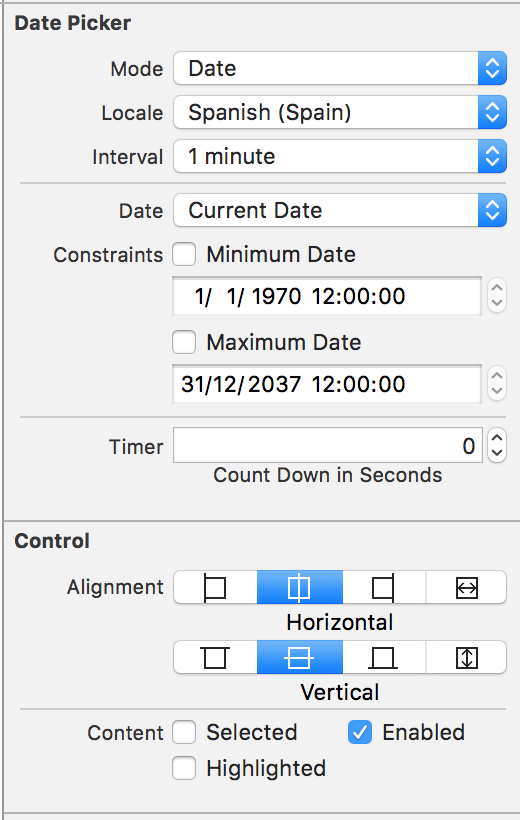 Date Picker
Mode Date
Locale Spanish (Spain)
Interval 1 minute
Date Current Date
Constraints Minimum Date
1/ 1/ 1970 12:00:00
Maximum Date
31/12/2037 12:00:00
Timer 0
Count Down in Seconds
Control
Alignment
Horizontal
Vertical
Content Selected Enabled
Highlighted